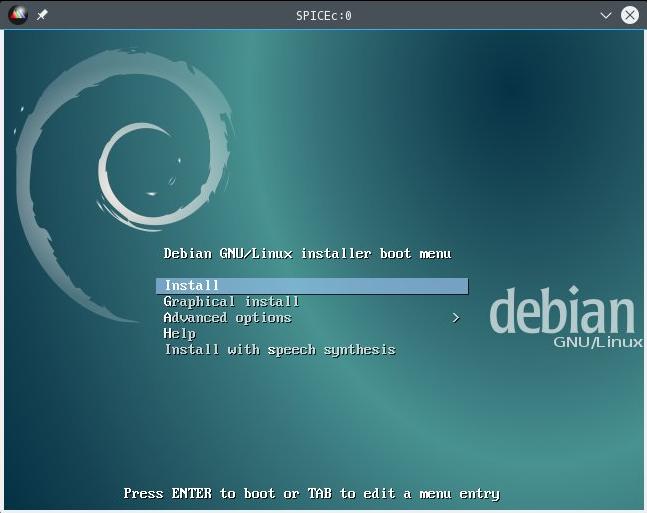 SPICEc:0
Debian GNU/Linux installer boot menu
Install
Graphical install
Advanced options >
Help
Install with speech synthesis
debian
GNU/Linux
Press ENTER to boot or TAB to edit a menu entry